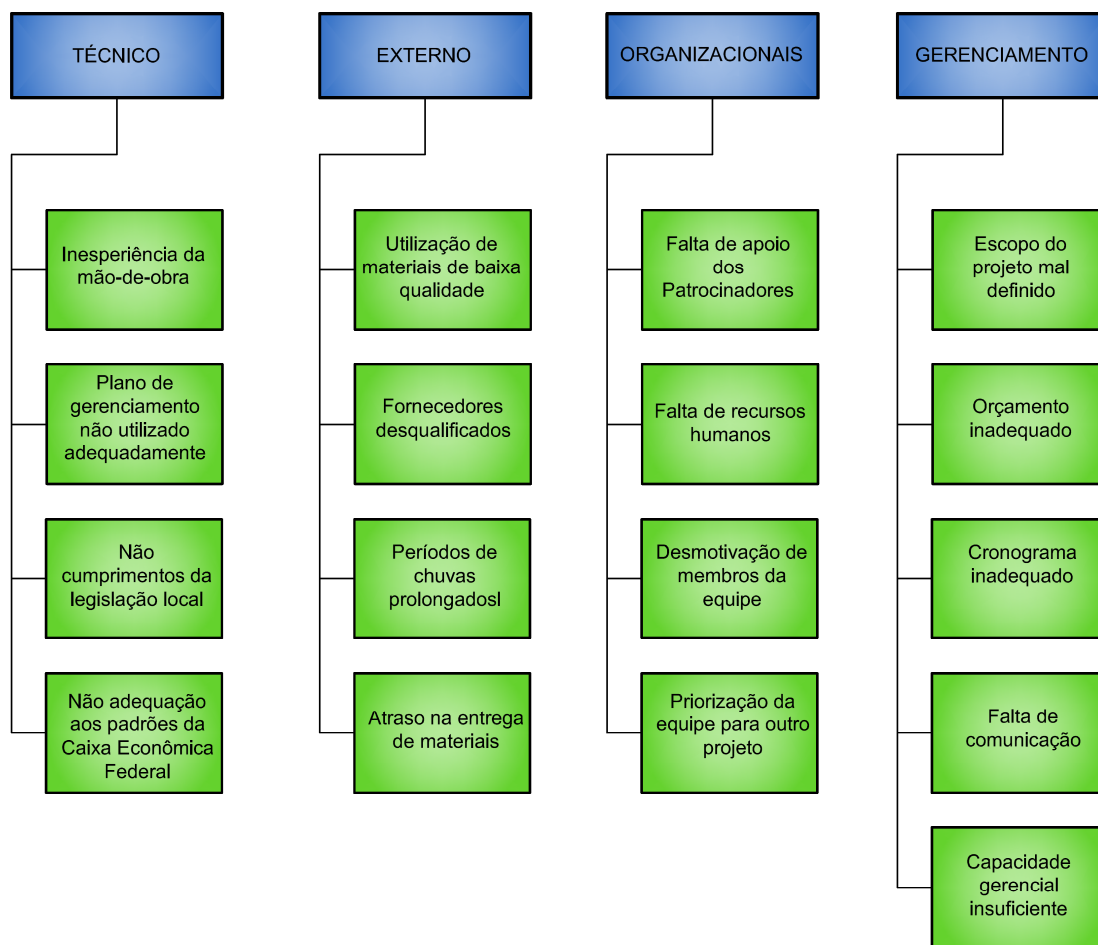 TÉCNICO
Inesperiência da
mão-de-obra
Plano de
gerenciamento
não utilizado
adequadamente
Não
cumprimentos da
legislação local
Não adequação
aos padrões da
Caixa Econômica
Federal
EXTERNO
Utilização de
materiais de baixa
qualidade
Fornecedores
desqualificados
Períodos de
chuvas
prolongadosl
Atraso na entrega
de materiais
ORGANIZACIONAIS
Falta de apoio
dos
Patrocinadores
Falta de recursos
humanos
Desmotivação de
membros da
equipe
Priorização da
equipe para outro
projeto
GERENCIAMENTO
Escopo do
projeto mal
definido
Orçamento
inadequado
Cronograma
inadequado
Falta de
comunicação
Capacidade
gerencial
insuficiente